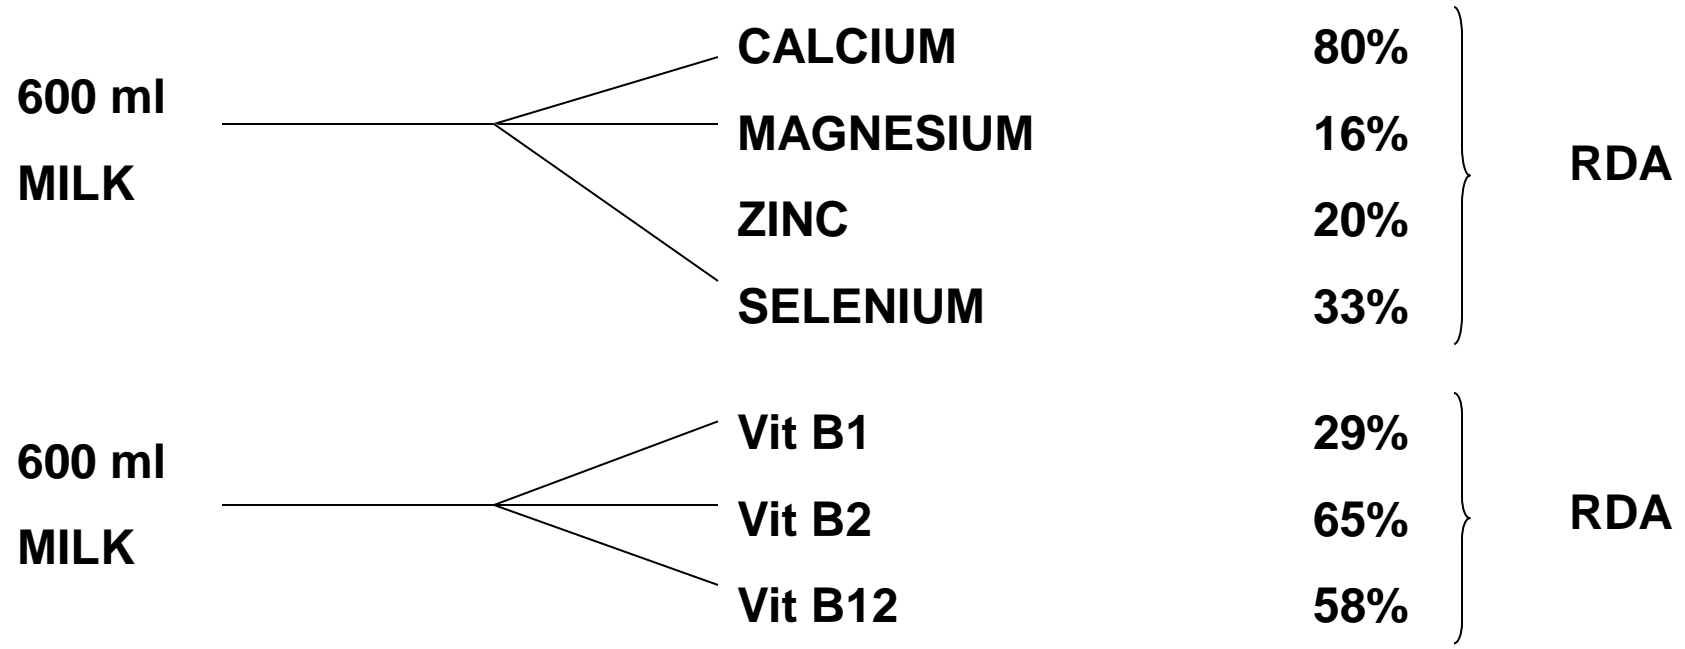 600 ml
MILK
CALCIUM 80%
MAGNESIUM 16%
ZINC 20%
SELENIUM 33%
RDA
600 ml
MILK
Vit B1 29%
Vit B2 65%
Vit B12 58%
RDA